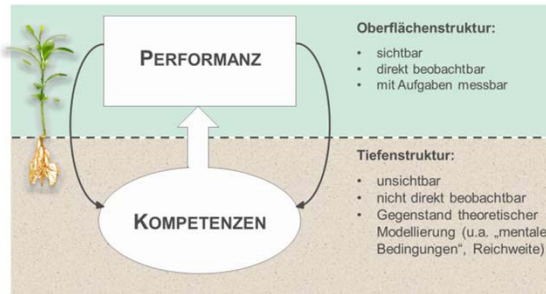 PERFORMANZ
Oberflächenstruktur:
• sichtbar
• direkt beobachtbar
• mit Aufgaben messbar
KOMPETENZEN
Tiefenstruktur:
• unsichtbar
• nicht direkt beobachtbar
• Gegenstand theoretischer
Modellierung (u.a. „mentale
Bedingungen“, Reichweite)